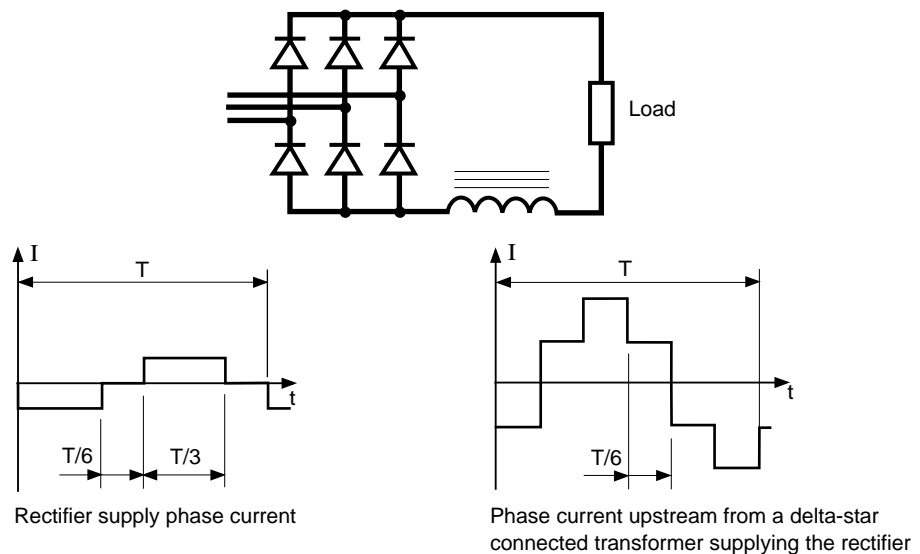 Load
I
T
t
T/6
T/3
Rectifier supply phase current
I
T
t
T/6
Phase current upstream from a delta-star
connected transformer supplying the rectifier